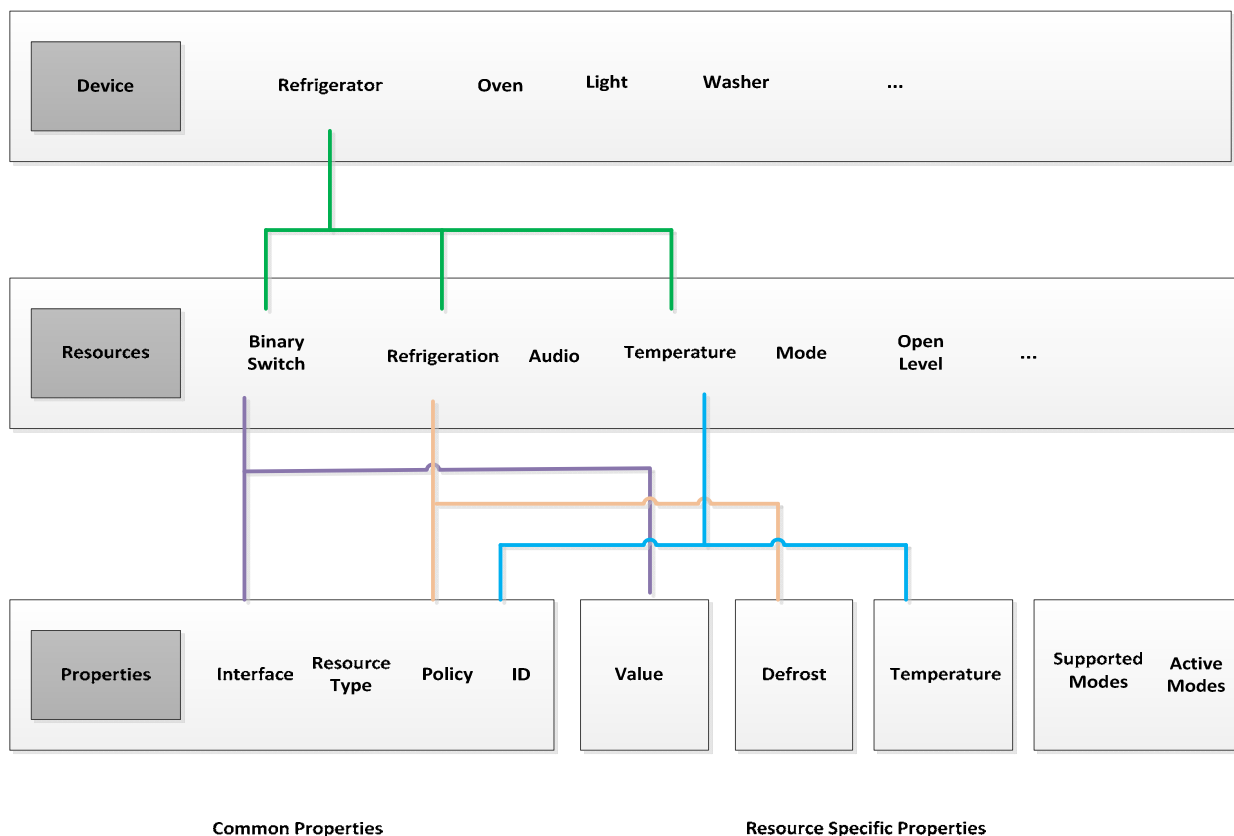 Device
Refrigerator
Oven
Light
Washer
...
Resources
Binary
Switch
Refrigeration
Audio
Temperature
Mode
Open
Level
...
Properties
Interface
Resource
Type
Policy
ID
Value
Defrost
Temperature
Supported
Modes
Active
Modes
Common Properties
Resource Specific Properties